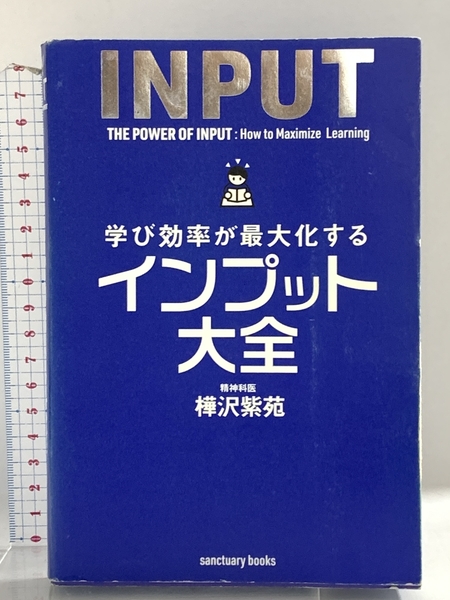 INPUT
THE POWER OF INPUT : How to Maximize Learning
学び効率が最大化する
インプット
大全
精神科医
樺沢紫苑
sanctuary books